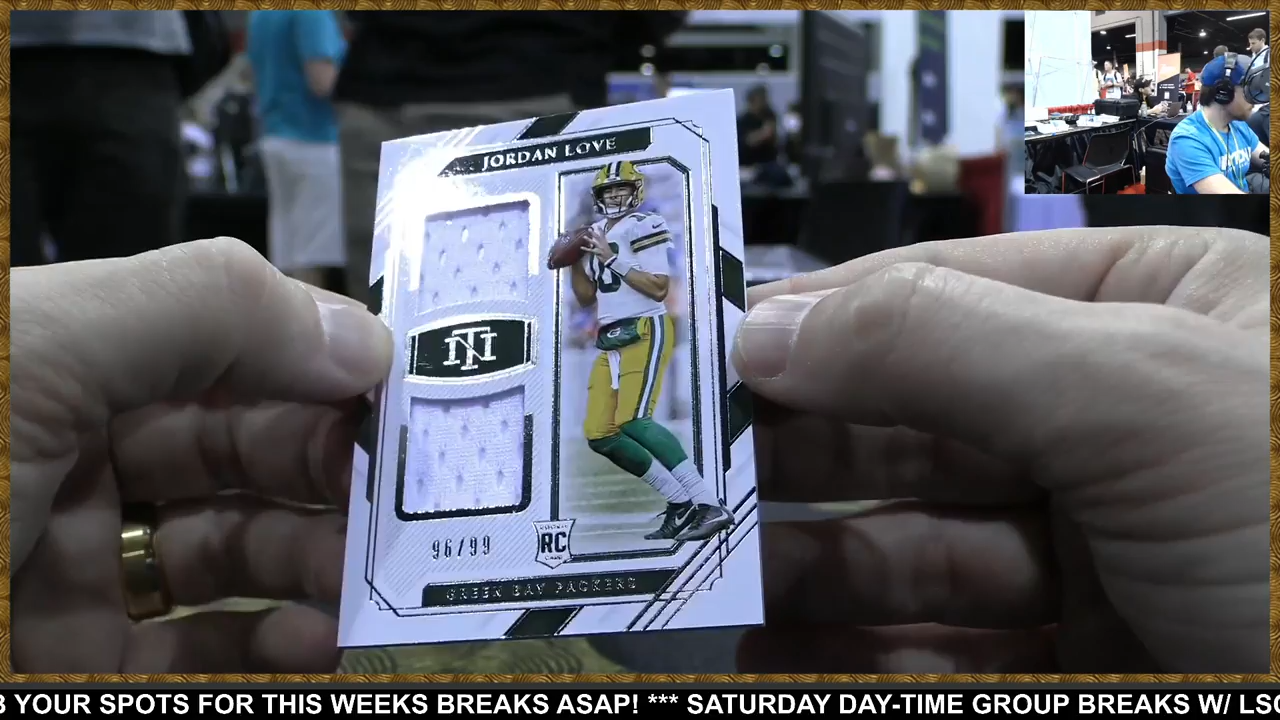 JORDAN LOVE
NT
10
G
96/99
RC
GREEN BAY PACKERS
YOUR SPOTS FOR THIS WEEKS BREAKS ASAP! *** SATURDAY DAY-TIME GROUP BREAKS W/